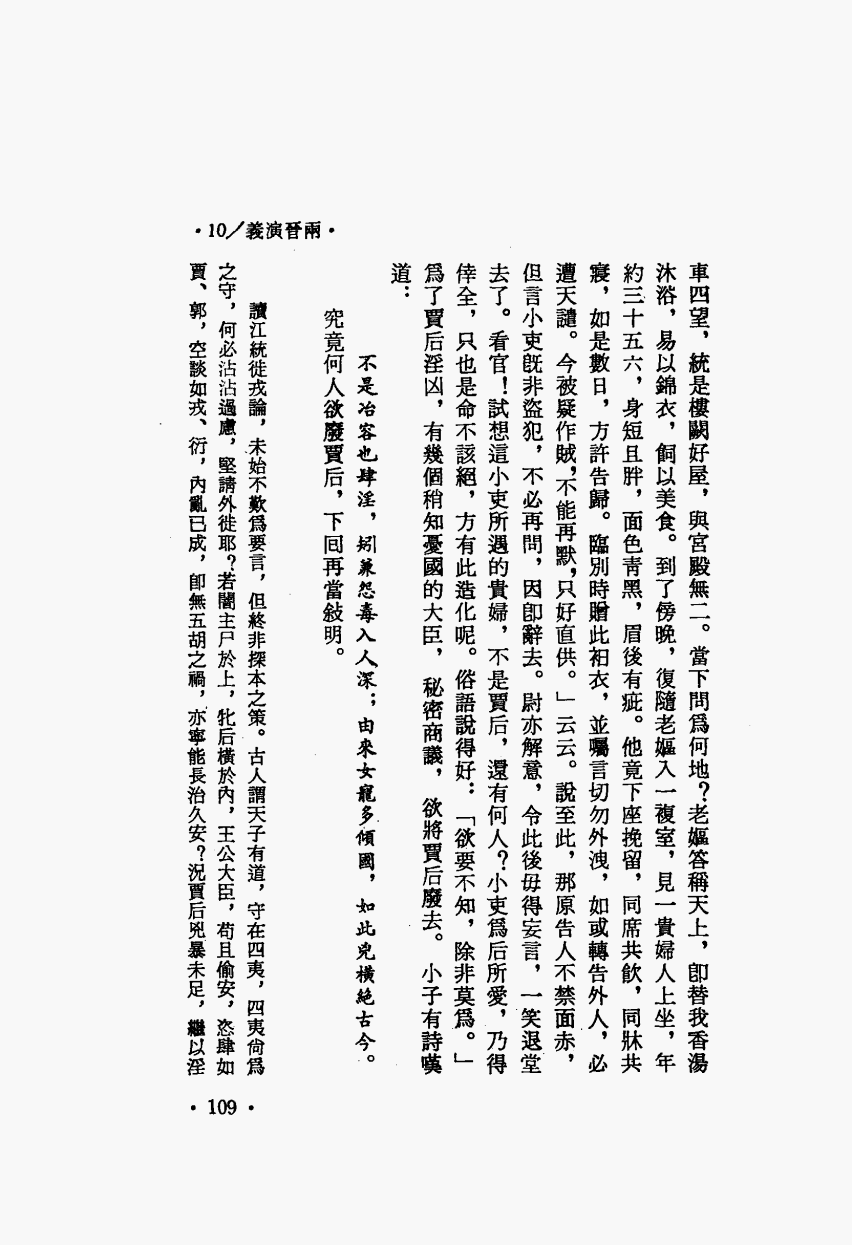 ·10╱義演晉兩·
車四望，統是樓闕好屋，與宮殿無二。當下問爲何地？老嫗答稱天上，卽替我香湯
沐浴，易以錦衣，飼以美食。到了傍晚，復隨老嫗入一複室，見一貴婦人上坐，年
約三十五六，身短且胖，面色靑黑，眉後有疵。他竟下座挽留，同席共飮，同牀共
寢，如是數日，方許告歸。臨別時贈此衵衣，並囑言切勿外洩，如或轉告外人，必
遭天譴。今被疑作賊，不能再默，只好直供。」云云。說至此，那原告人不禁面赤，
但言小吏旣非盜犯，不必再問，因卽辭去。尉亦解意，令此後毋得妄言，一笑退堂
去了。看官！試想這小吏所遇的貴婦，不是賈后，還有何人？小吏爲后所愛，乃得
倖全，只也是命不該絕，方有此造化呢。俗語說得好：「欲要不知，除非莫爲。」
爲了賈后淫凶，有幾個稍知憂國的大臣，秘密商議，欲將賈后廢去。小子有詩嘆
道：
不是冶容也肆淫，矧兼怨毒入人深；由來女寵多傾國，如此兇橫絕古今。
究竟何人欲廢賈后，下囘再當敍明。
讀江統徙戎論，未始不歎爲要言，但終非探本之策。古人謂天子有道，守在四夷，四夷尙爲
之守，何必沾沾過慮，堅請外徙耶？若闇主尸於上，牝后橫於內，王公大臣，苟且偷安，恣肆如
賈、郭，空談如戎、衍，內亂已成，卽無五胡之禍，亦寧能長治久安？況賈后兇暴未足，繼以淫
·109·